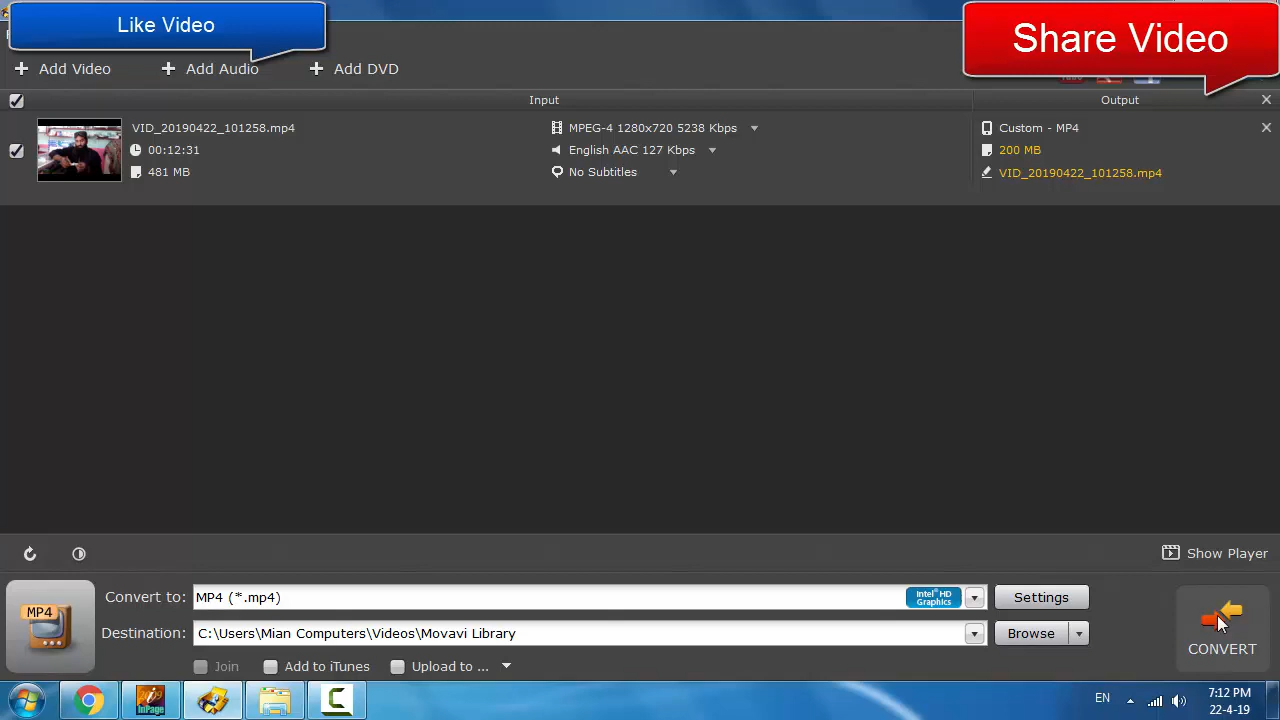 Like Video
Share Video
Add Video
Add Audio
Add DVD
Input
Output
VID_20190422_101258.mp4
MPEG-4 1280x720 5238 Kbps
Custom - MP4
00:12:31
English AAC 127 Kbps
200 MB
481 MB
No Subtitles
VID_20190422_101258.mp4
Show Player
MP4
Convert to:
MP4 (*.mp4)
Intel® HD
Graphics
Settings
Destination:
C:\Users\Mian Computers\Videos\Movavi Library
Browse
CONVERT
Join
Add to iTunes
Upload to ...
InPage
EN
7:12 PM
22-4-19